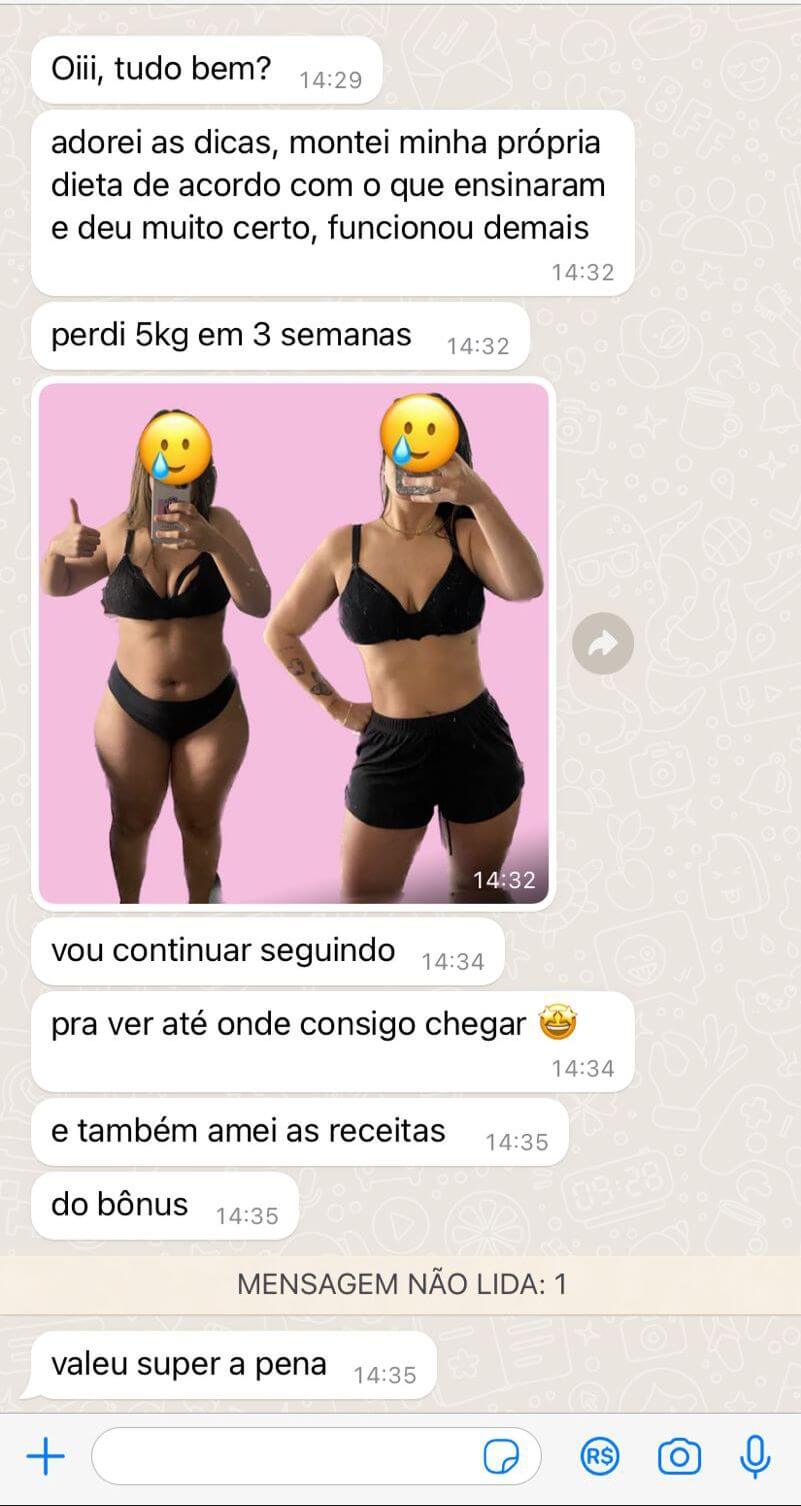 Oiii, tudo bem? 14:29
adorei as dicas, montei minha própria
dieta de acordo com o que ensinaram
e deu muito certo, funcionou demais
14:32
perdi 5kg em 3 semanas 14:32
14:32
vou continuar seguindo 14:34
pra ver até onde consigo chegar 🤩
14:34
e também amei as receitas 14:35
do bônus 14:35
MENSAGEM NÃO LIDA: 1
valeu super a pena 14:35
R$